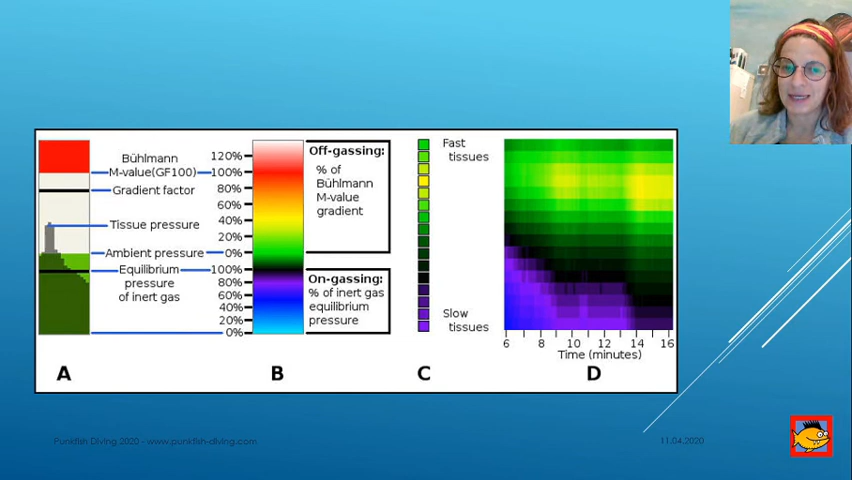 Bühlmann
M-value(GF100)
Gradient factor
Tissue pressure
Ambient pressure
Equilibrium
pressure
of inert gas
A
120%
100%
80%
60%
40%
20%
0%
100%
80%
60%
40%
20%
0%
B
Off-gassing:
% of
Bühlmann
M-value
gradient
On-gassing:
% of inert gas
equilibrium
pressure
Fast
tissues
Slow
tissues
C
6 8 10 12 14 16
Time (minutes)
D
Punkfish Diving 2020 - www.punkfish-diving.com
11.04.2020